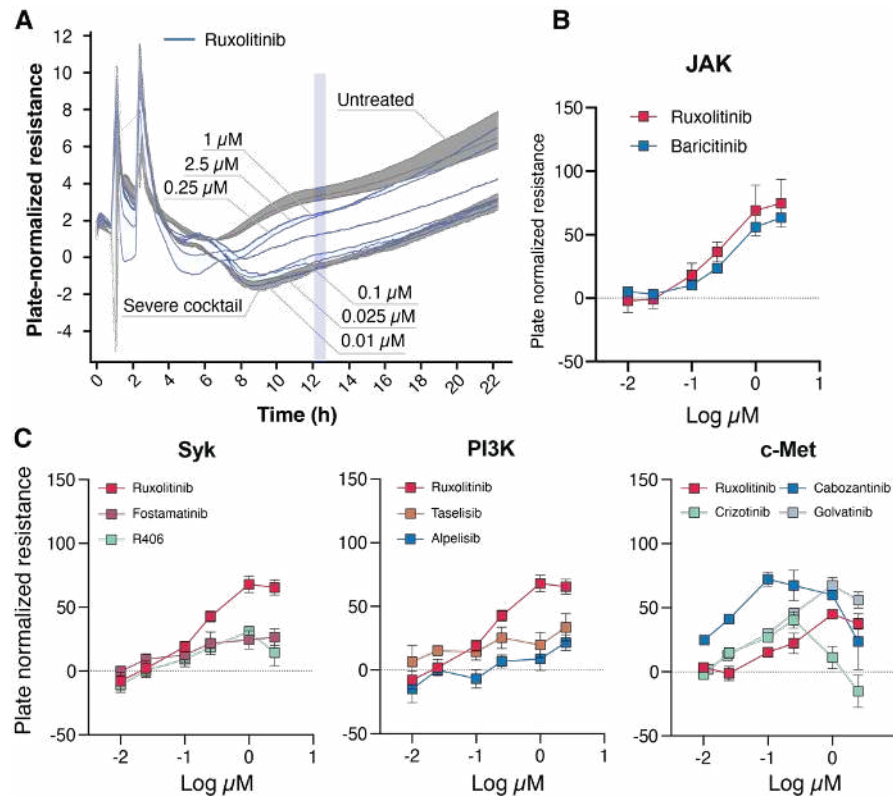 A
Ruxolitinib
Plate-normalized resistance
12
10
8
6
4
2
0
-2
-4
Untreated
1 µM
2.5 µM
0.25 µM
Severe cocktail
0.1 µM
0.025 µM
0.01 µM
0 1 2 4 6 8 10 12 14 16 18 20 22
Time (h)
B
JAK
Ruxolitinib
Baricitinib
Plate normalized resistance
150
100
50
0
-50
-2 -1 0 1
Log µM
C
Syk
Ruxolitinib
Fostamatinib
R406
Plate normalized resistance
150
100
50
0
-50
-2 -1 0 1
Log µM
PI3K
Ruxolitinib
Taselisib
Alpelisib
150
100
50
0
-50
-2 -1 0 1
Log µM
c-Met
Ruxolitinib Cabozantinib
Crizotinib Golvatinib
150
100
50
0
-50
-2 -1 0 1
Log µM